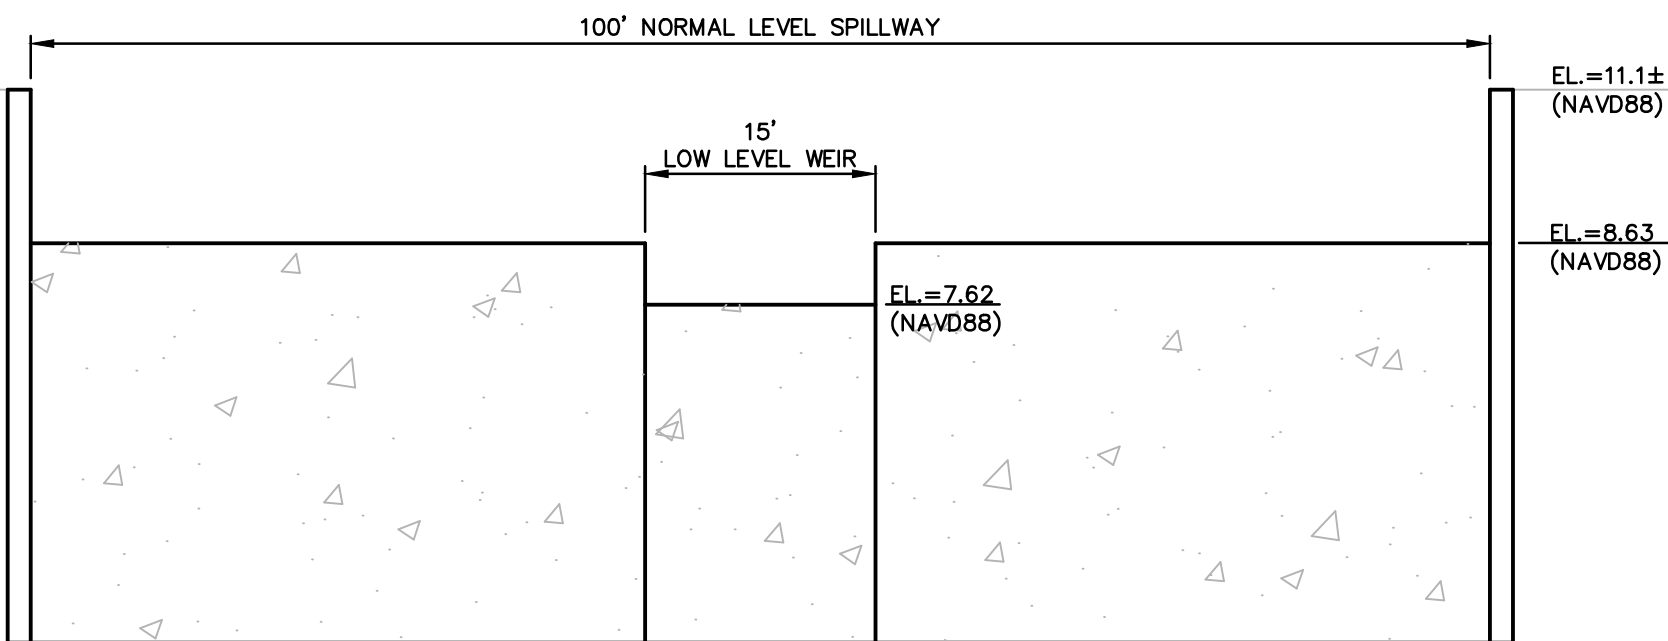 100' NORMAL LEVEL SPILLWAY
EL.=11.1±
(NAVD88)
15'
LOW LEVEL WEIR
EL.=8.63
(NAVD88)
EL.=7.62
(NAVD88)